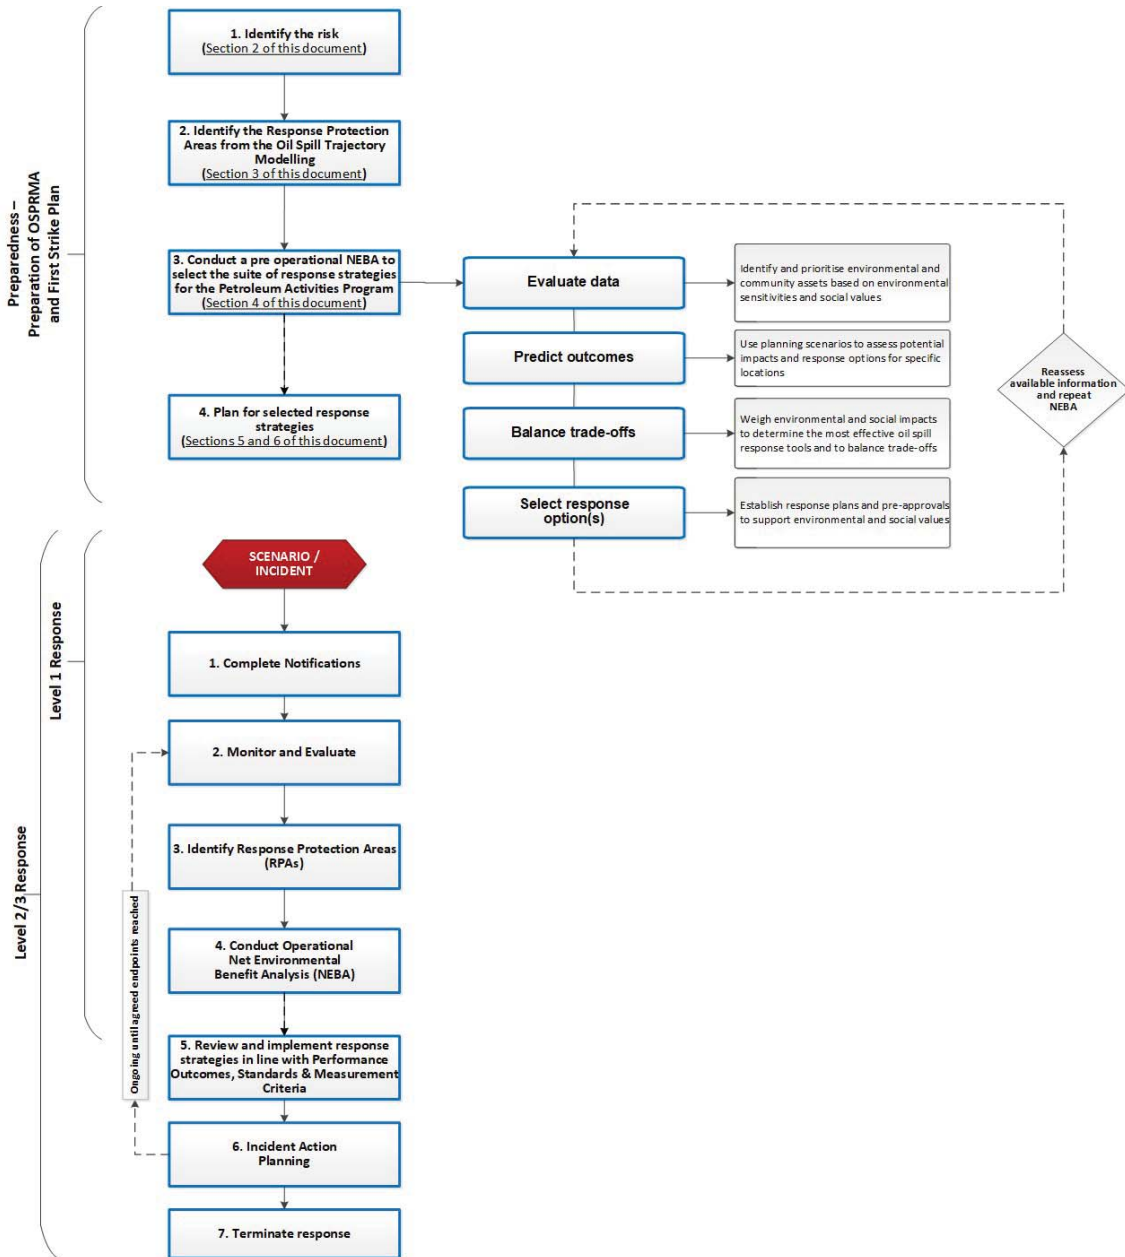 Preparedness –
Preparation of OSPRMA
and First Strike Plan
1. Identify the risk
(Section 2 of this document)
2. Identify the Response Protection
Areas from the Oil Spill Trajectory
Modelling
(Section 3 of this document)
3. Conduct a pre operational NEBA to
select the suite of response strategies
for the Petroleum Activities Program
(Section 4 of this document)
4. Plan for selected response
strategies
(Sections 5 and 6 of this document)
Evaluate data
Identify and prioritise environmental and
community assets based on environmental
sensitivities and social values
Predict outcomes
Use planning scenarios to assess potential
impacts and response options for specific
locations
Balance trade-offs
Weigh environmental and social impacts
to determine the most effective oil spill
response tools and to balance trade-offs
Select response
option(s)
Establish response plans and pre-approvals
to support environmental and social values
Reassess
available information
and repeat
NEBA
Level 1 Response
Level 2/3 Response
SCENARIO /
INCIDENT
1. Complete Notifications
2. Monitor and Evaluate
3. Identify Response Protection Areas
(RPAs)
4. Conduct Operational
Net Environmental
Benefit Analysis (NEBA)
5. Review and implement response
strategies in line with Performance
Outcomes, Standards & Measurement
Criteria
Ongoing until agreed endpoints reached
6. Incident Action
Planning
7. Terminate response